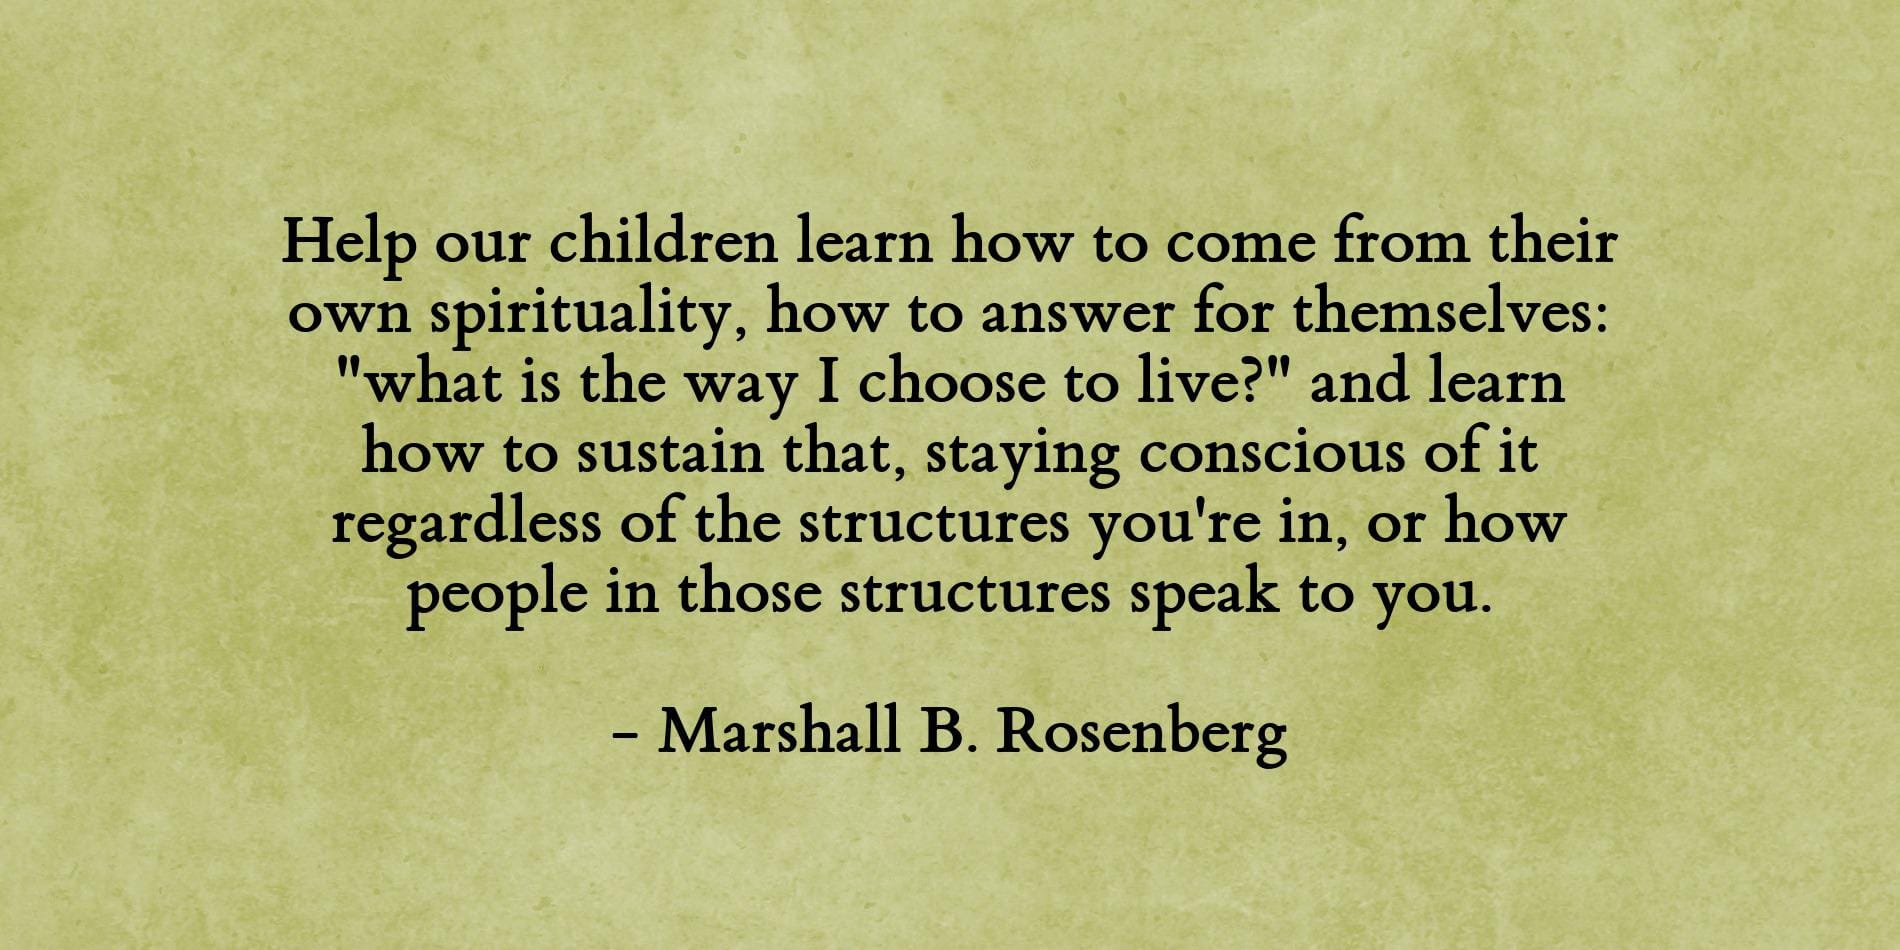 Help our children learn how to come from their
own spirituality, how to answer for themselves:
"what is the way I choose to live?" and learn
how to sustain that, staying conscious of it
regardless of the structures you're in, or how
people in those structures speak to you.
– Marshall B. Rosenberg